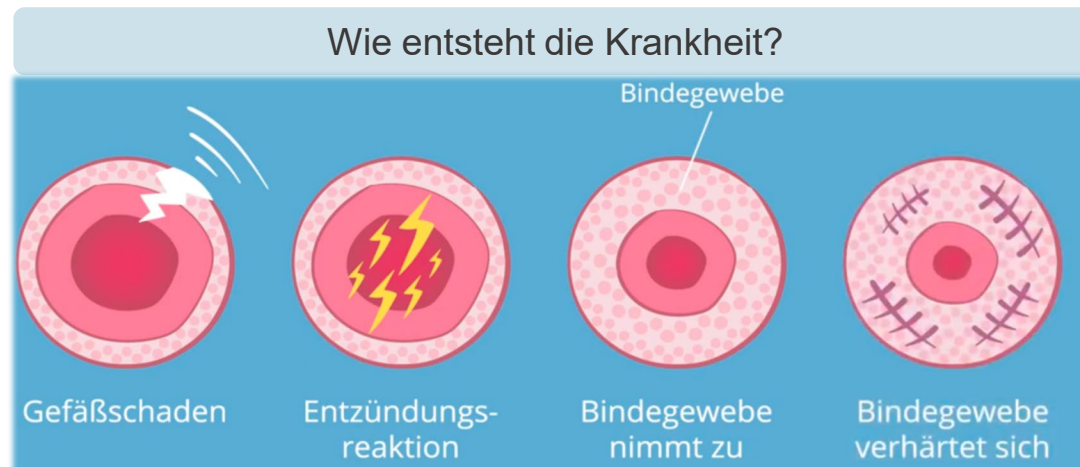 Wie entsteht die Krankheit?
Bindegewebe
Gefäßschaden
Entzündungs-
reaktion
Bindegewebe
nimmt zu
Bindegewebe
verhärtet sich